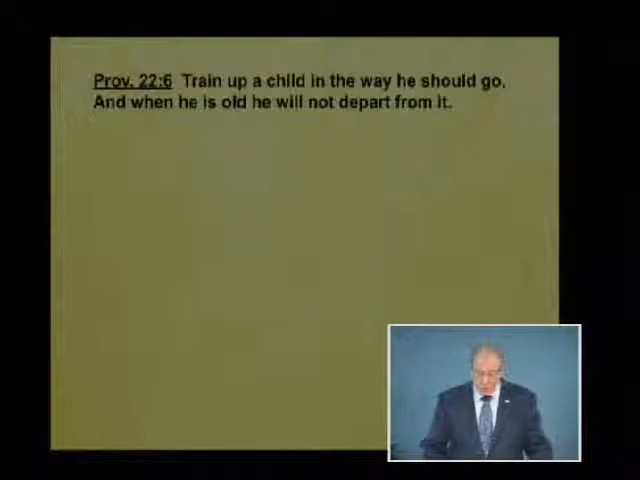 Prov. 22:6 Train up a child in the way he should go,
And when he is old he will not depart from it.